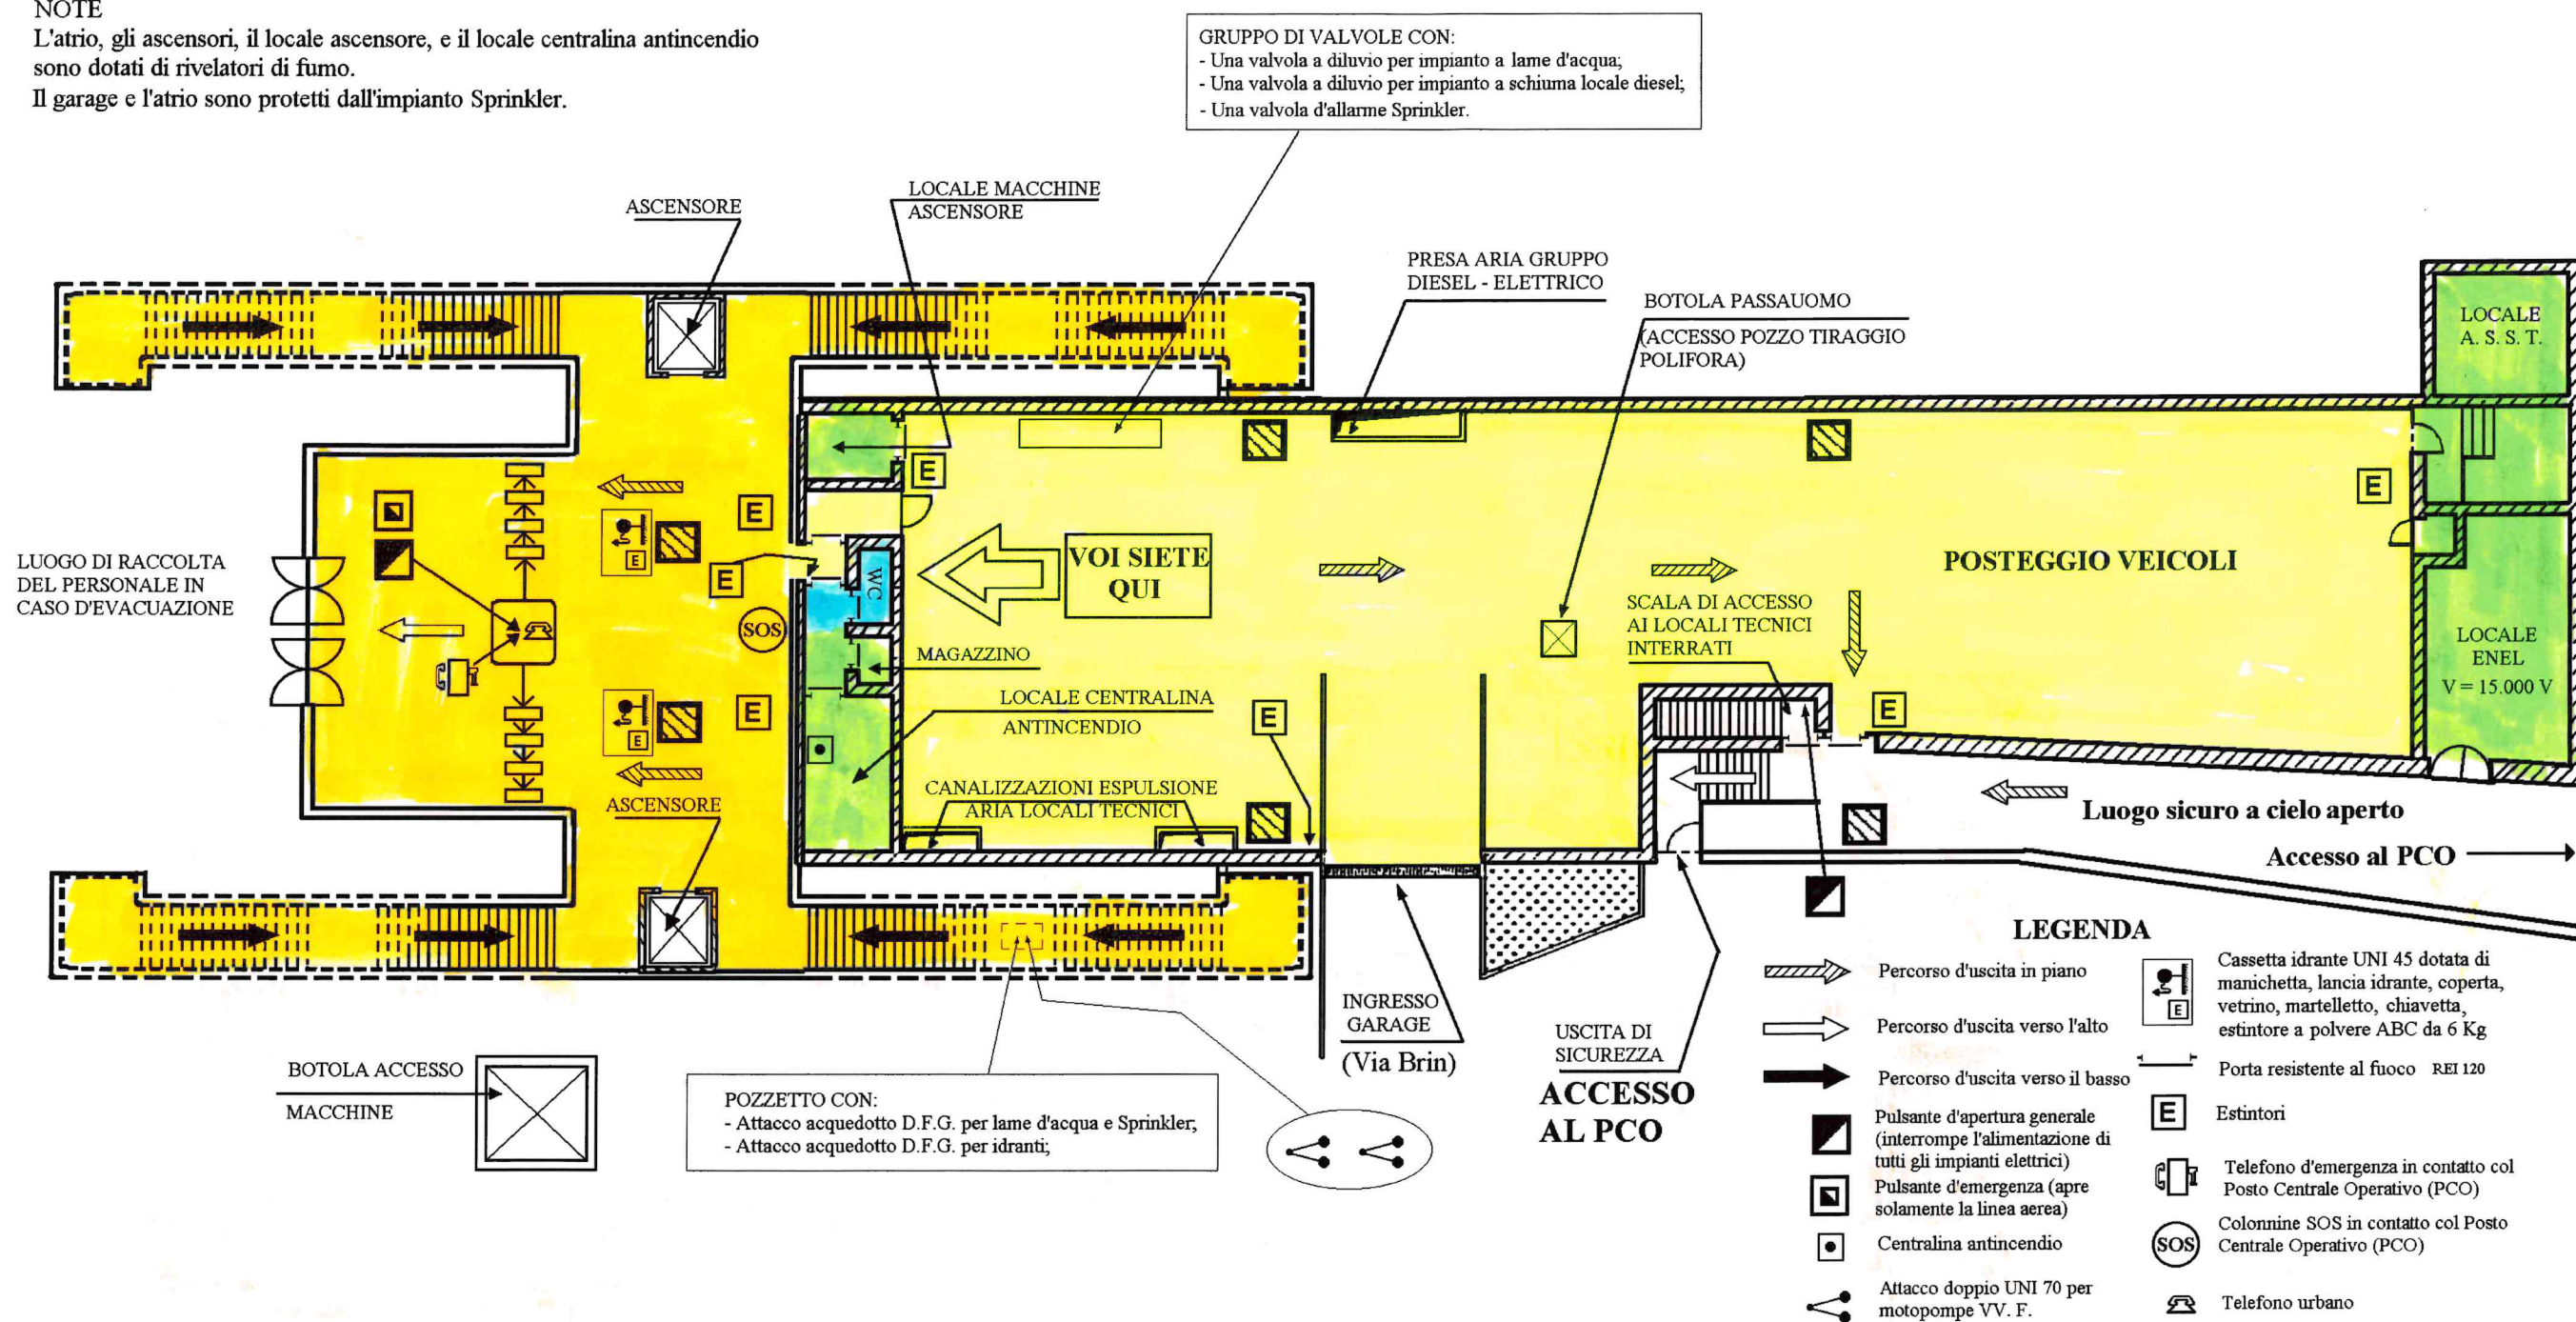 NOTE
L'atrio, gli ascensori, il locale ascensore, e il locale centralina antincendio
sono dotati di rivelatori di fumo.
Il garage e l'atrio sono protetti dall'impianto Sprinkler.
GRUPPO DI VALVOLE CON:
- Una valvola a diluvio per impianto a lame d'acqua;
- Una valvola a diluvio per impianto a schiuma locale diesel;
- Una valvola d'allarme Sprinkler.
ASCENSORE
LOCALE MACCHINE
ASCENSORE
PRESA ARIA GRUPPO
DIESEL - ELETTRICO
BOTOLA PASSAUOMO
(ACCESSO POZZO TIRAGGIO
POLIFORA)
LOCALE
A. S. S. T.
E
E
E
E
E
LUOGO DI RACCOLTA
DEL PERSONALE IN
CASO D'EVACUAZIONE
WC
VOI SIETE
QUI
POSTEGGIO VEICOLI
SCALA DI ACCESSO
AI LOCALI TECNICI
INTERRATI
SOS
MAGAZZINO
LOCALE
ENEL
V = 15.000 V
LOCALE CENTRALINA
ANTINCENDIO
E
E
E
E
CANALIZZAZIONI ESPULSIONE
ARIA LOCALI TECNICI
ASCENSORE
Luogo sicuro a cielo aperto
Accesso al PCO
INGRESSO
GARAGE
(Via Brin)
USCITA DI
SICUREZZA
ACCESSO
AL PCO
BOTOLA ACCESSO
MACCHINE
POZZETTO CON:
- Attacco acquedotto D.F.G. per lame d'acqua e Sprinkler,
- Attacco acquedotto D.F.G. per idranti;
LEGENDA
Percorso d'uscita in piano
Percorso d'uscita verso l'alto
Percorso d'uscita verso il basso
Pulsante d'apertura generale
(interrompe l'alimentazione di
tutti gli impianti elettrici)
Pulsante d'emergenza (apre
solamente la linea aerea)
Centralina antincendio
Attacco doppio UNI 70 per
motopompe VV. F.
E
Cassetta idrante UNI 45 dotata di
manichetta, lancia idrante, coperta,
vetrino, martelletto, chiavetta,
estintore a polvere ABC da 6 Kg
Porta resistente al fuoco REI 120
E Estintori
Telefono d'emergenza in contatto col
Posto Centrale Operativo (PCO)
SOS
Colonnine SOS in contatto col Posto
Centrale Operativo (PCO)
Telefono urbano